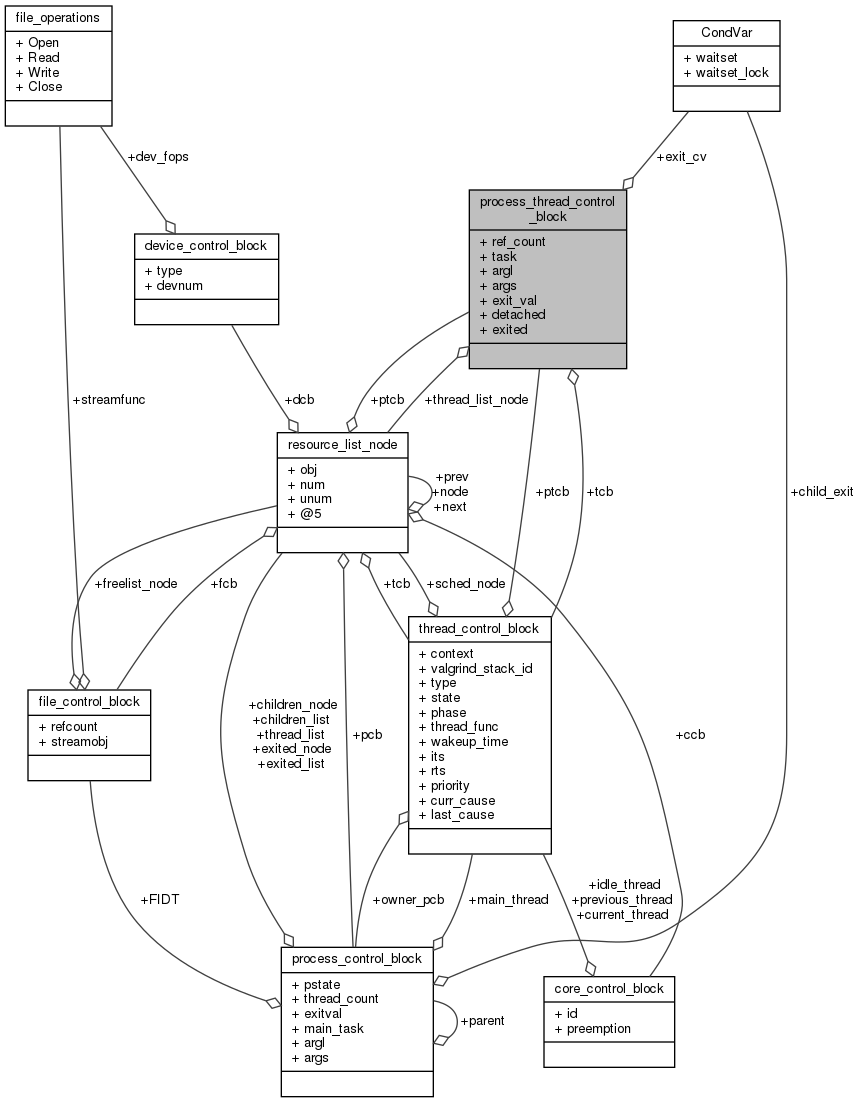 file_operations
+ Open
+ Read
+ Write
+ Close
CondVar
+ waitset
+ waitset_lock
+dev_fops
+exit_cv
process_thread_control
_block
+ ref_count
+ task
+ argl
+ args
+ exit_val
+ detached
+ exited
device_control_block
+ type
+ devnum
+streamfunc
+dcb
+ptcb
+thread_list_node
resource_list_node
+ obj
+ num
+ unum
+ @5
+prev
+node
+next
+ptcb
+tcb
+child_exit
+freelist_node
+fcb
+tcb
+sched_node
thread_control_block
+ context
+ valgrind_stack_id
+ type
+ state
+ phase
+ thread_func
+ wakeup_time
+ its
+ rts
+ priority
+ curr_cause
+ last_cause
file_control_block
+ refcount
+ streamobj
+children_node
+children_list
+thread_list
+exited_node
+exited_list
+pcb
+ccb
+FIDT
+owner_pcb
+main_thread
+idle_thread
+previous_thread
+current_thread
process_control_block
+ pstate
+ thread_count
+ exitval
+ main_task
+ argl
+ args
+parent
core_control_block
+ id
+ preemption